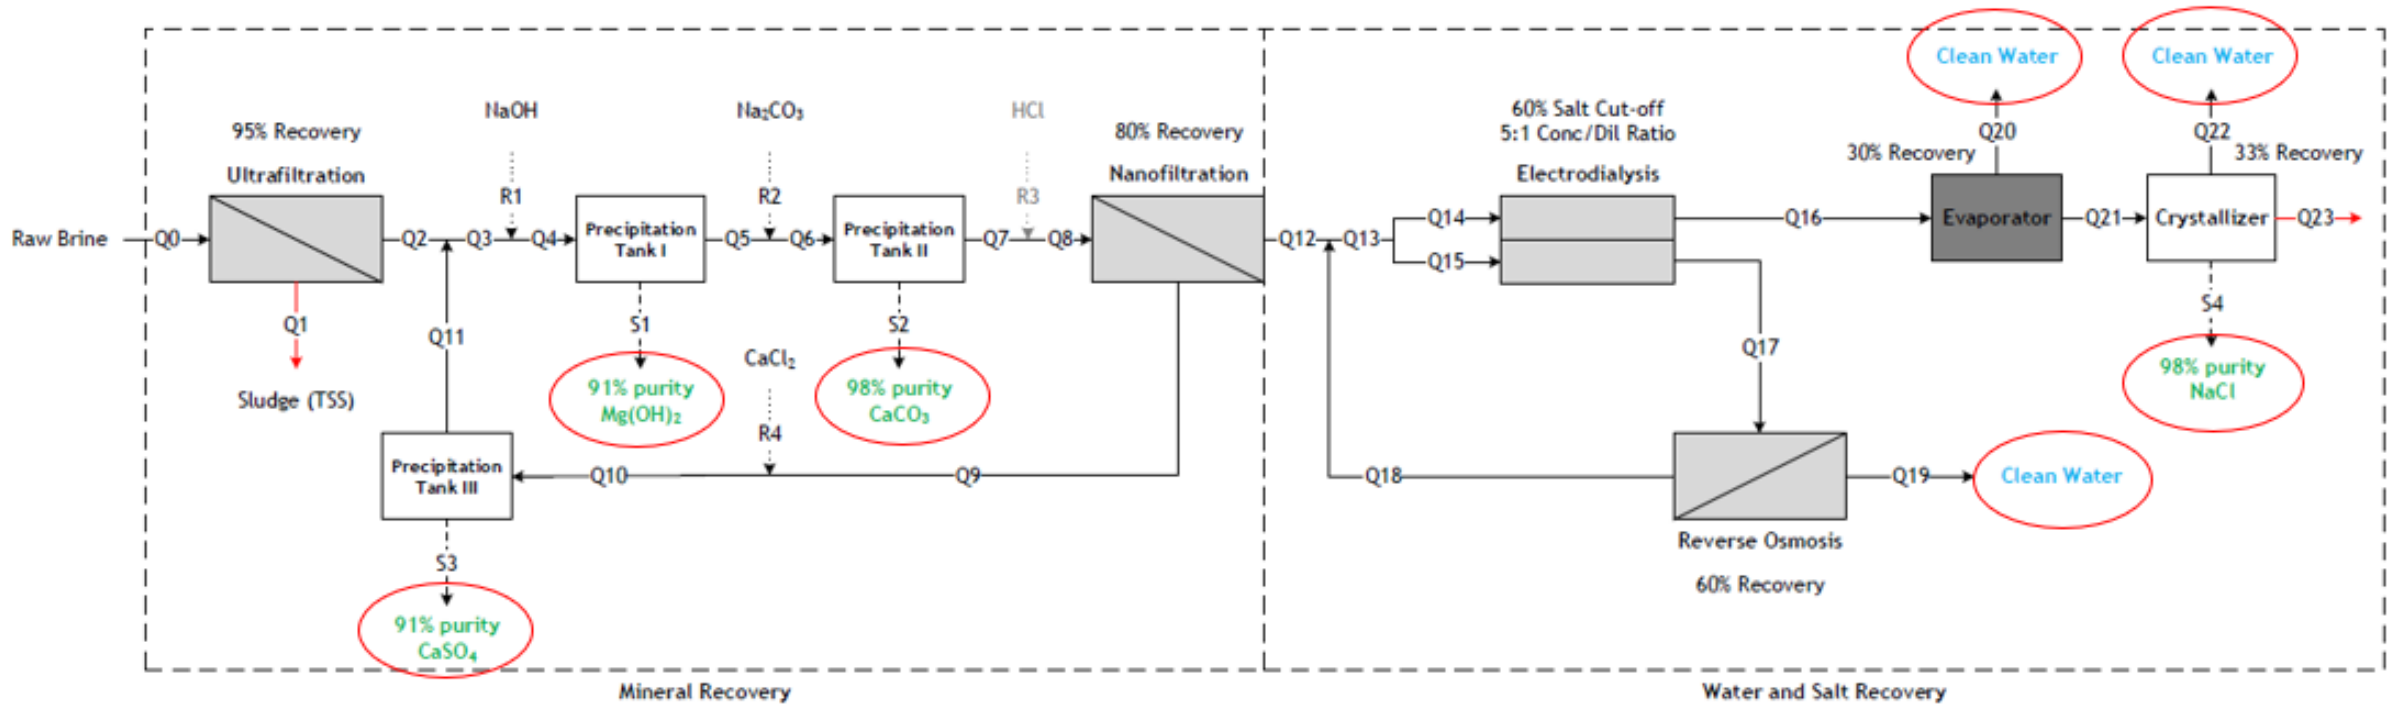 Clean Water
Clean Water
NaOH
Na₂CO₃
HCl
60% Salt Cut-off
5:1 Conc/Dil Ratio
95% Recovery
80% Recovery
Q20
Q22
30% Recovery
33% Recovery
Ultrafiltration
Nanofiltration
Electrodialysis
R1
R2
R3
Raw Brine
Q0
Q2
Q3
Q4
Precipitation
Tank I
Q5
Q6
Precipitation
Tank II
Q7
Q8
Q12
Q13
Q14
Q15
Q16
Evaporator
Q21
Crystallizer
Q23
Q1
Q11
S1
S2
CaCl₂
Q17
S4
Sludge (TSS)
91% purity
Mg(OH)₂
98% purity
CaCO₃
98% purity
NaCl
R4
Precipitation
Tank III
Q10
Q9
Q18
Q19
Clean Water
Reverse Osmosis
60% Recovery
S3
91% purity
CaSO₄
Mineral Recovery
Water and Salt Recovery